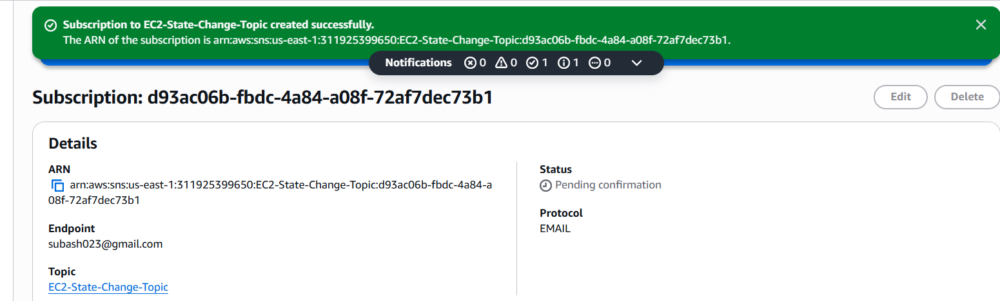 Subscription to EC2-State-Change-Topic created successfully.
The ARN of the subscription is arn:aws:sns:us-east-1:311925399650:EC2-State-Change-Topic:d93ac06b-fbdc-4a84-a08f-72af7dec73b1.
Notifications 0 0 1 1 0
Subscription: d93ac06b-fbdc-4a84-a08f-72af7dec73b1
Edit
Delete
Details
ARN
arn:aws:sns:us-east-1:311925399650:EC2-State-Change-Topic:d93ac06b-fbdc-4a84-a
08f-72af7dec73b1
Endpoint
subash023@gmail.com
Topic
EC2-State-Change-Topic
Status
Pending confirmation
Protocol
EMAIL